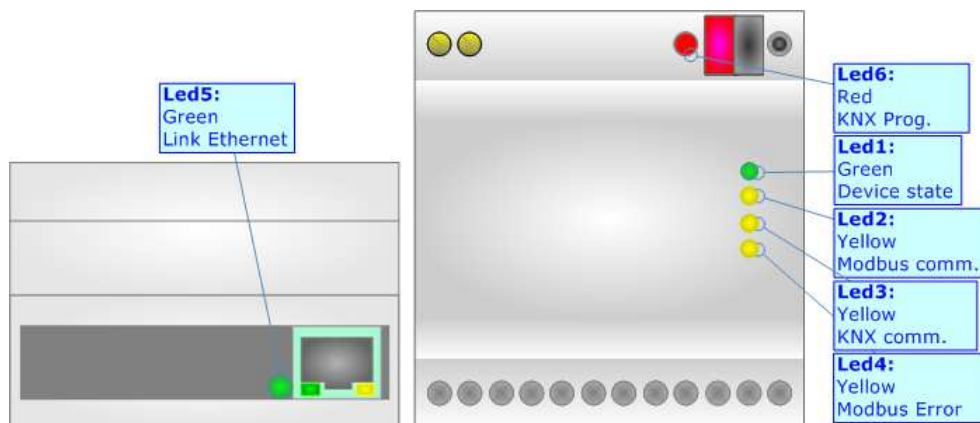 Led5:
Green
Link Ethernet
Led6:
Red
KNX Prog.
Led1:
Green
Device state
Led2:
Yellow
Modbus comm.
Led3:
Yellow
KNX comm.
Led4:
Yellow
Modbus Error